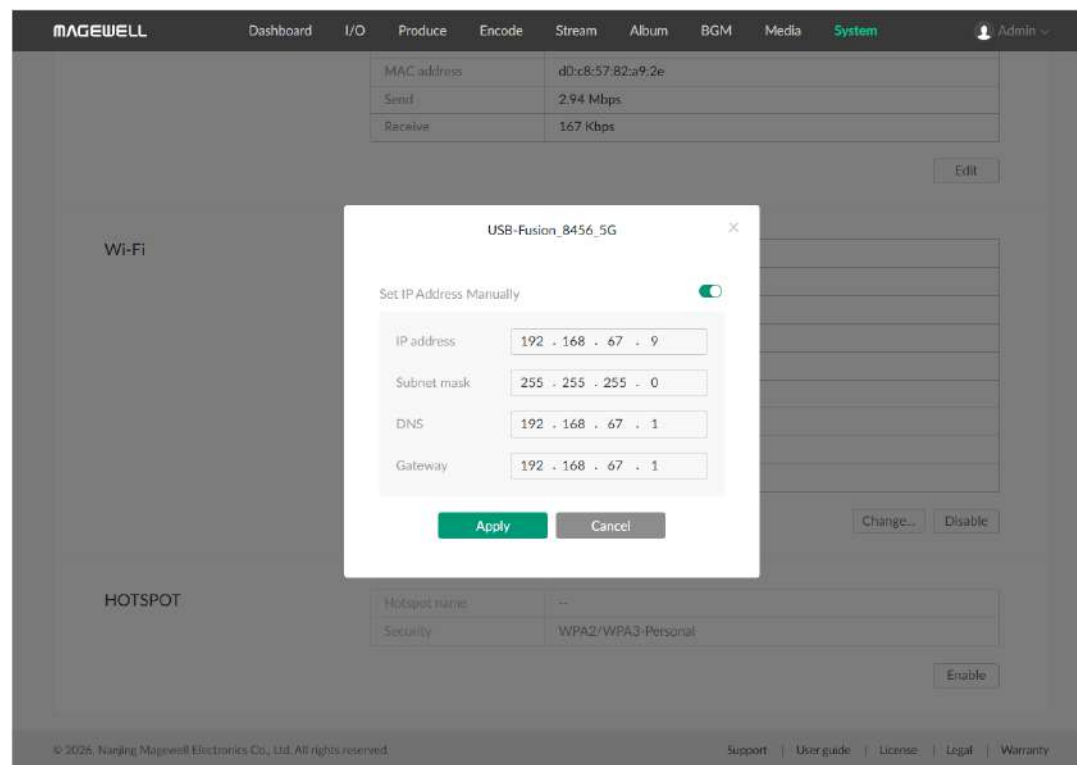 MAGEWELL Dashboard I/O Produce Encode Stream Album BGM Media System Admin
MAC address d0:c8:57:82:a9:2e
Send 2.94 Mbps
Receive 167 Kbps
Edit
USB-Fusion_8456_5G
Wi-Fi
Set IP Address Manually
IP address 192 . 168 . 67 . 9
Subnet mask 255 . 255 . 255 . 0
DNS 192 . 168 . 67 . 1
Gateway 192 . 168 . 67 . 1
Apply Cancel
Change... Disable
HOTSPOT
Hotspot name --
Security WPA2/WPA3-Personal
Enable
© 2026, Nanjing Magewell Electronics Co., Ltd. All rights reserved. Support | User guide | License | Legal | Warranty